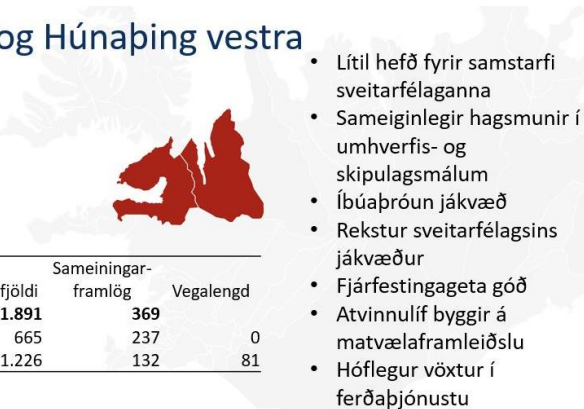 og Húnaþing vestra
• Lítil hefð fyrir samstarfi
sveitarfélaganna
• Sameiginlegir hagsmunir í
umhverfis- og
skipulagsmálum
• Íbúaþróun jákvæð
• Rekstur sveitarfélagsins
jákvæður
• Fjárfestingageta góð
• Atvinnulíf byggir á
matvælaframleiðslu
• Hóflegur vöxtur í
ferðaþjónustu
Sameiningar-
fjöldi framlög Vegalengd
1.891 369
665 237 0
1.226 132 81